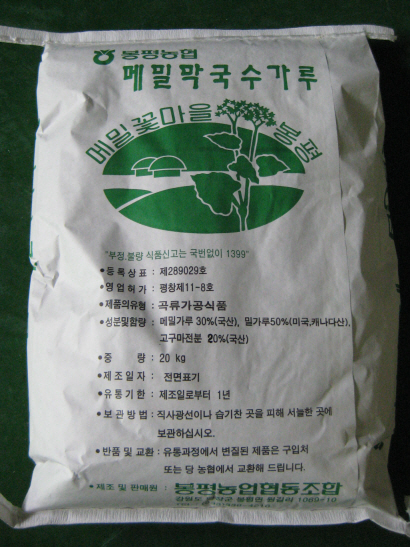 봉평농협
메밀막국수가루
메밀꽃마을 봉평
"부정.불량 식품신고는 국번없이 1399"
•등록상표 : 제289029호
•영업허가 : 평창제11-8호
•제품의유형 : 곡류가공식품
•성분및함량 : 메밀가루 30%(국산), 밀가루50%(미국,캐나다산),
고구마전분 20%(국산)
•중 량 : 20 kg
•제조일자 : 전면표기
•유통기한 : 제조일로부터 1년
•보관방법 : 직사광선이나 습기찬 곳을 피해 서늘한 곳에
보관하십시오.
•반품 및 교환 : 유통과정에서 변질된 제품은 구입처
또는 당 농협에서 교환해 드립니다.
•제조 및 판매원 : 봉평농업협동조합